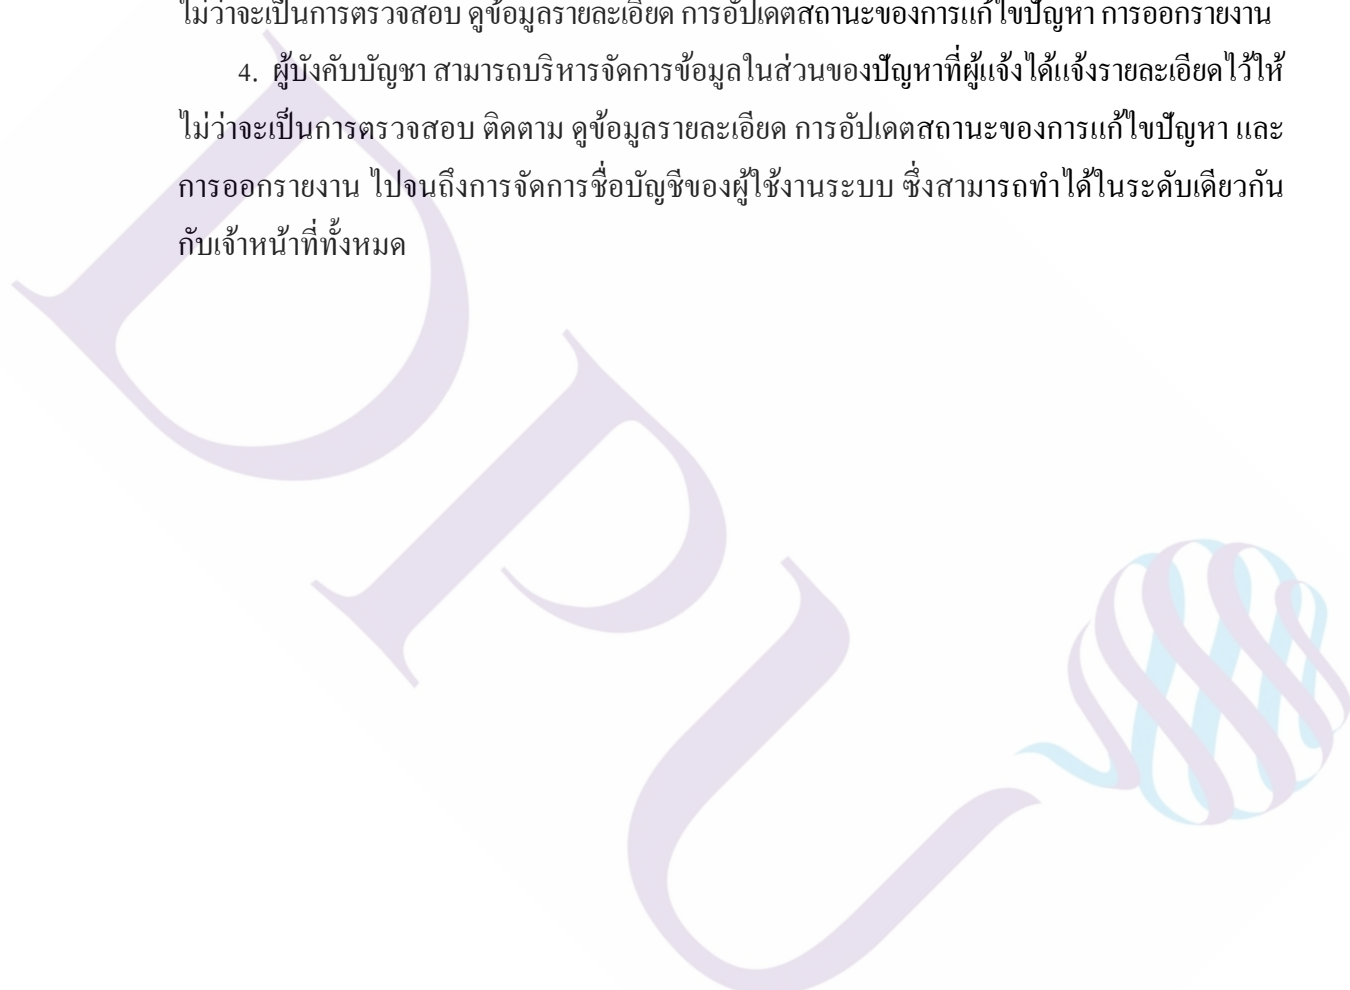 ไม่ว่าจะเป็นการตรวจสอบ ดูข้อมูลรายละเอียด การอัปเดตสถานะของการแก้ไขปัญหา การออกรายงาน
4. ผู้บังคับบัญชา สามารถบริหารจัดการข้อมูลในส่วนของปัญหาที่ผู้แจ้งได้แจ้งรายละเอียดไว้ให้
ไม่ว่าจะเป็นการตรวจสอบ ติดตาม ดูข้อมูลรายละเอียด การอัปเดตสถานะของการแก้ไขปัญหา และ
การออกรายงาน ไปจนถึงการจัดการชื่อบัญชีของผู้ใช้งานระบบ ซึ่งสามารถทำได้ในระดับเดียวกัน
กับเจ้าหน้าที่ทั้งหมด
DPU